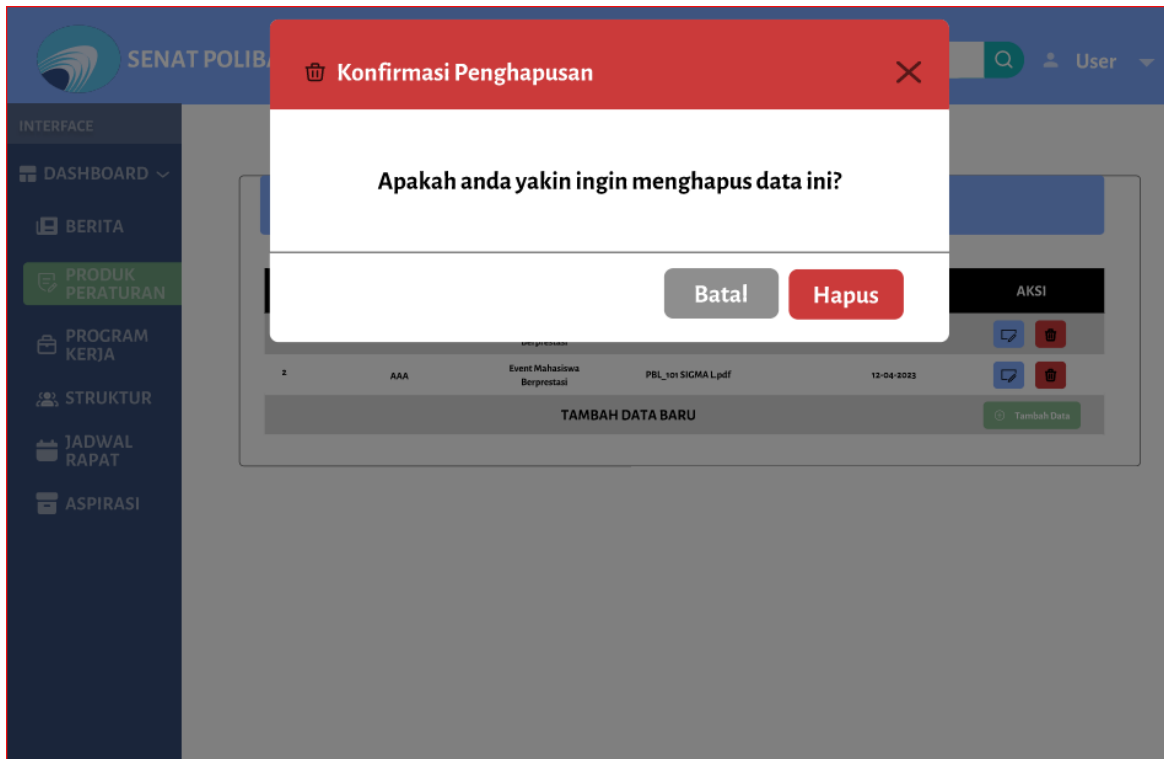 SENAT POLIBA
User
Konfirmasi Penghapusan
Apakah anda yakin ingin menghapus data ini?
Batal
Hapus
INTERFACE
DASHBOARD
BERITA
PRODUK
PERATURAN
PROGRAM
KERJA
STRUKTUR
JADWAL
RAPAT
ASPIRASI
AKSI
Berprestasi
2
AAA
Event Mahasiswa
Berprestasi
PBL_101 SIGMA L.pdf
12-04-2023
TAMBAH DATA BARU
Tambah Data